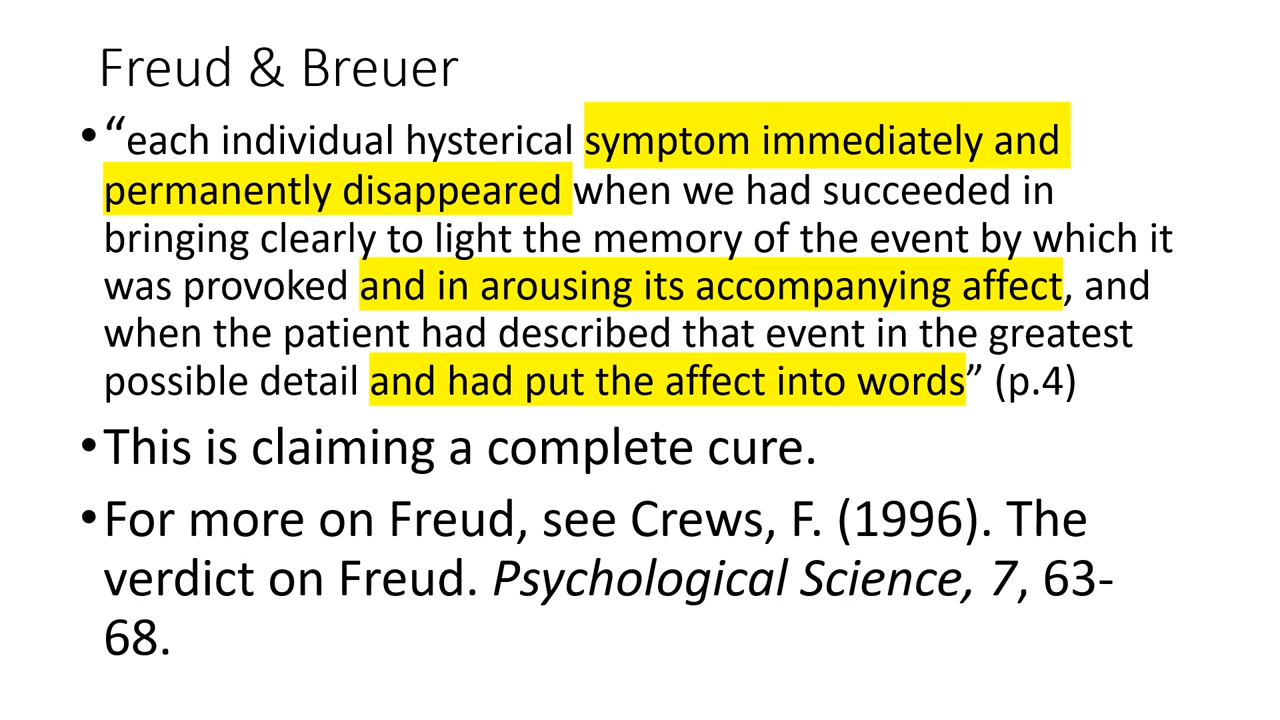 Freud & Breuer
•“each individual hysterical symptom immediately and
permanently disappeared when we had succeeded in
bringing clearly to light the memory of the event by which it
was provoked and in arousing its accompanying affect, and
when the patient had described that event in the greatest
possible detail and had put the affect into words” (p.4)
•This is claiming a complete cure.
•For more on Freud, see Crews, F. (1996). The
verdict on Freud. Psychological Science, 7, 63-
68.